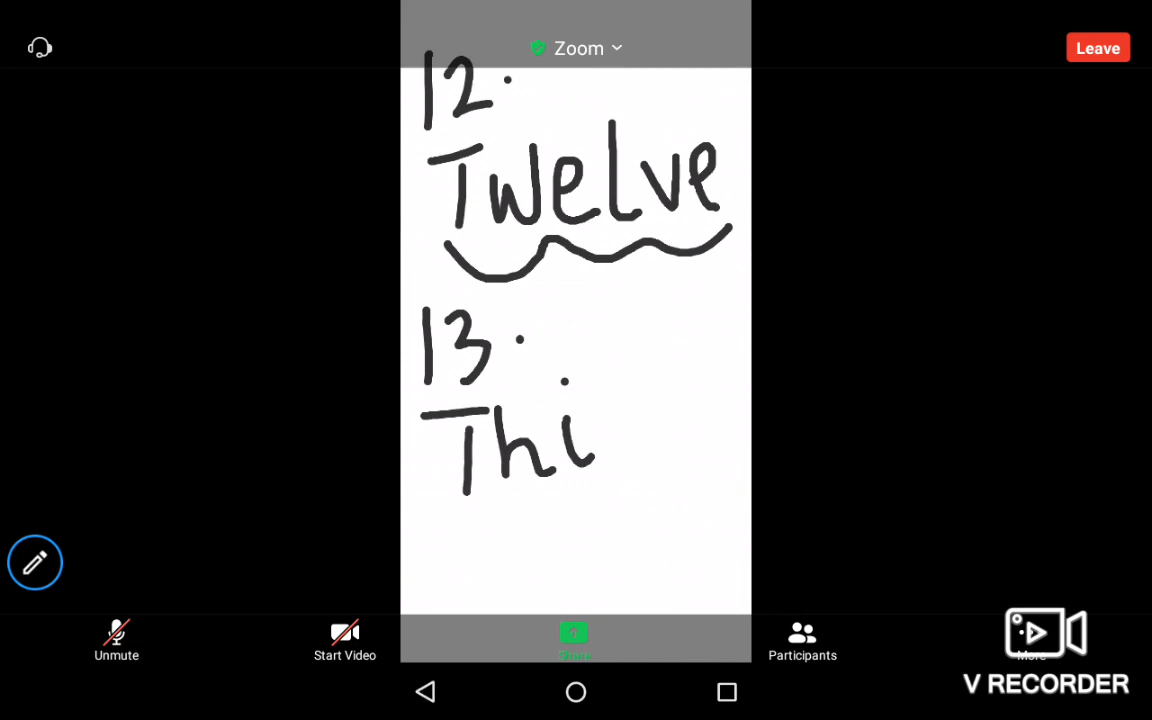 Zoom
Leave
12.
Twelve
13.
Thi
Unmute
Start Video
Share
Participants
More
V RECORDER